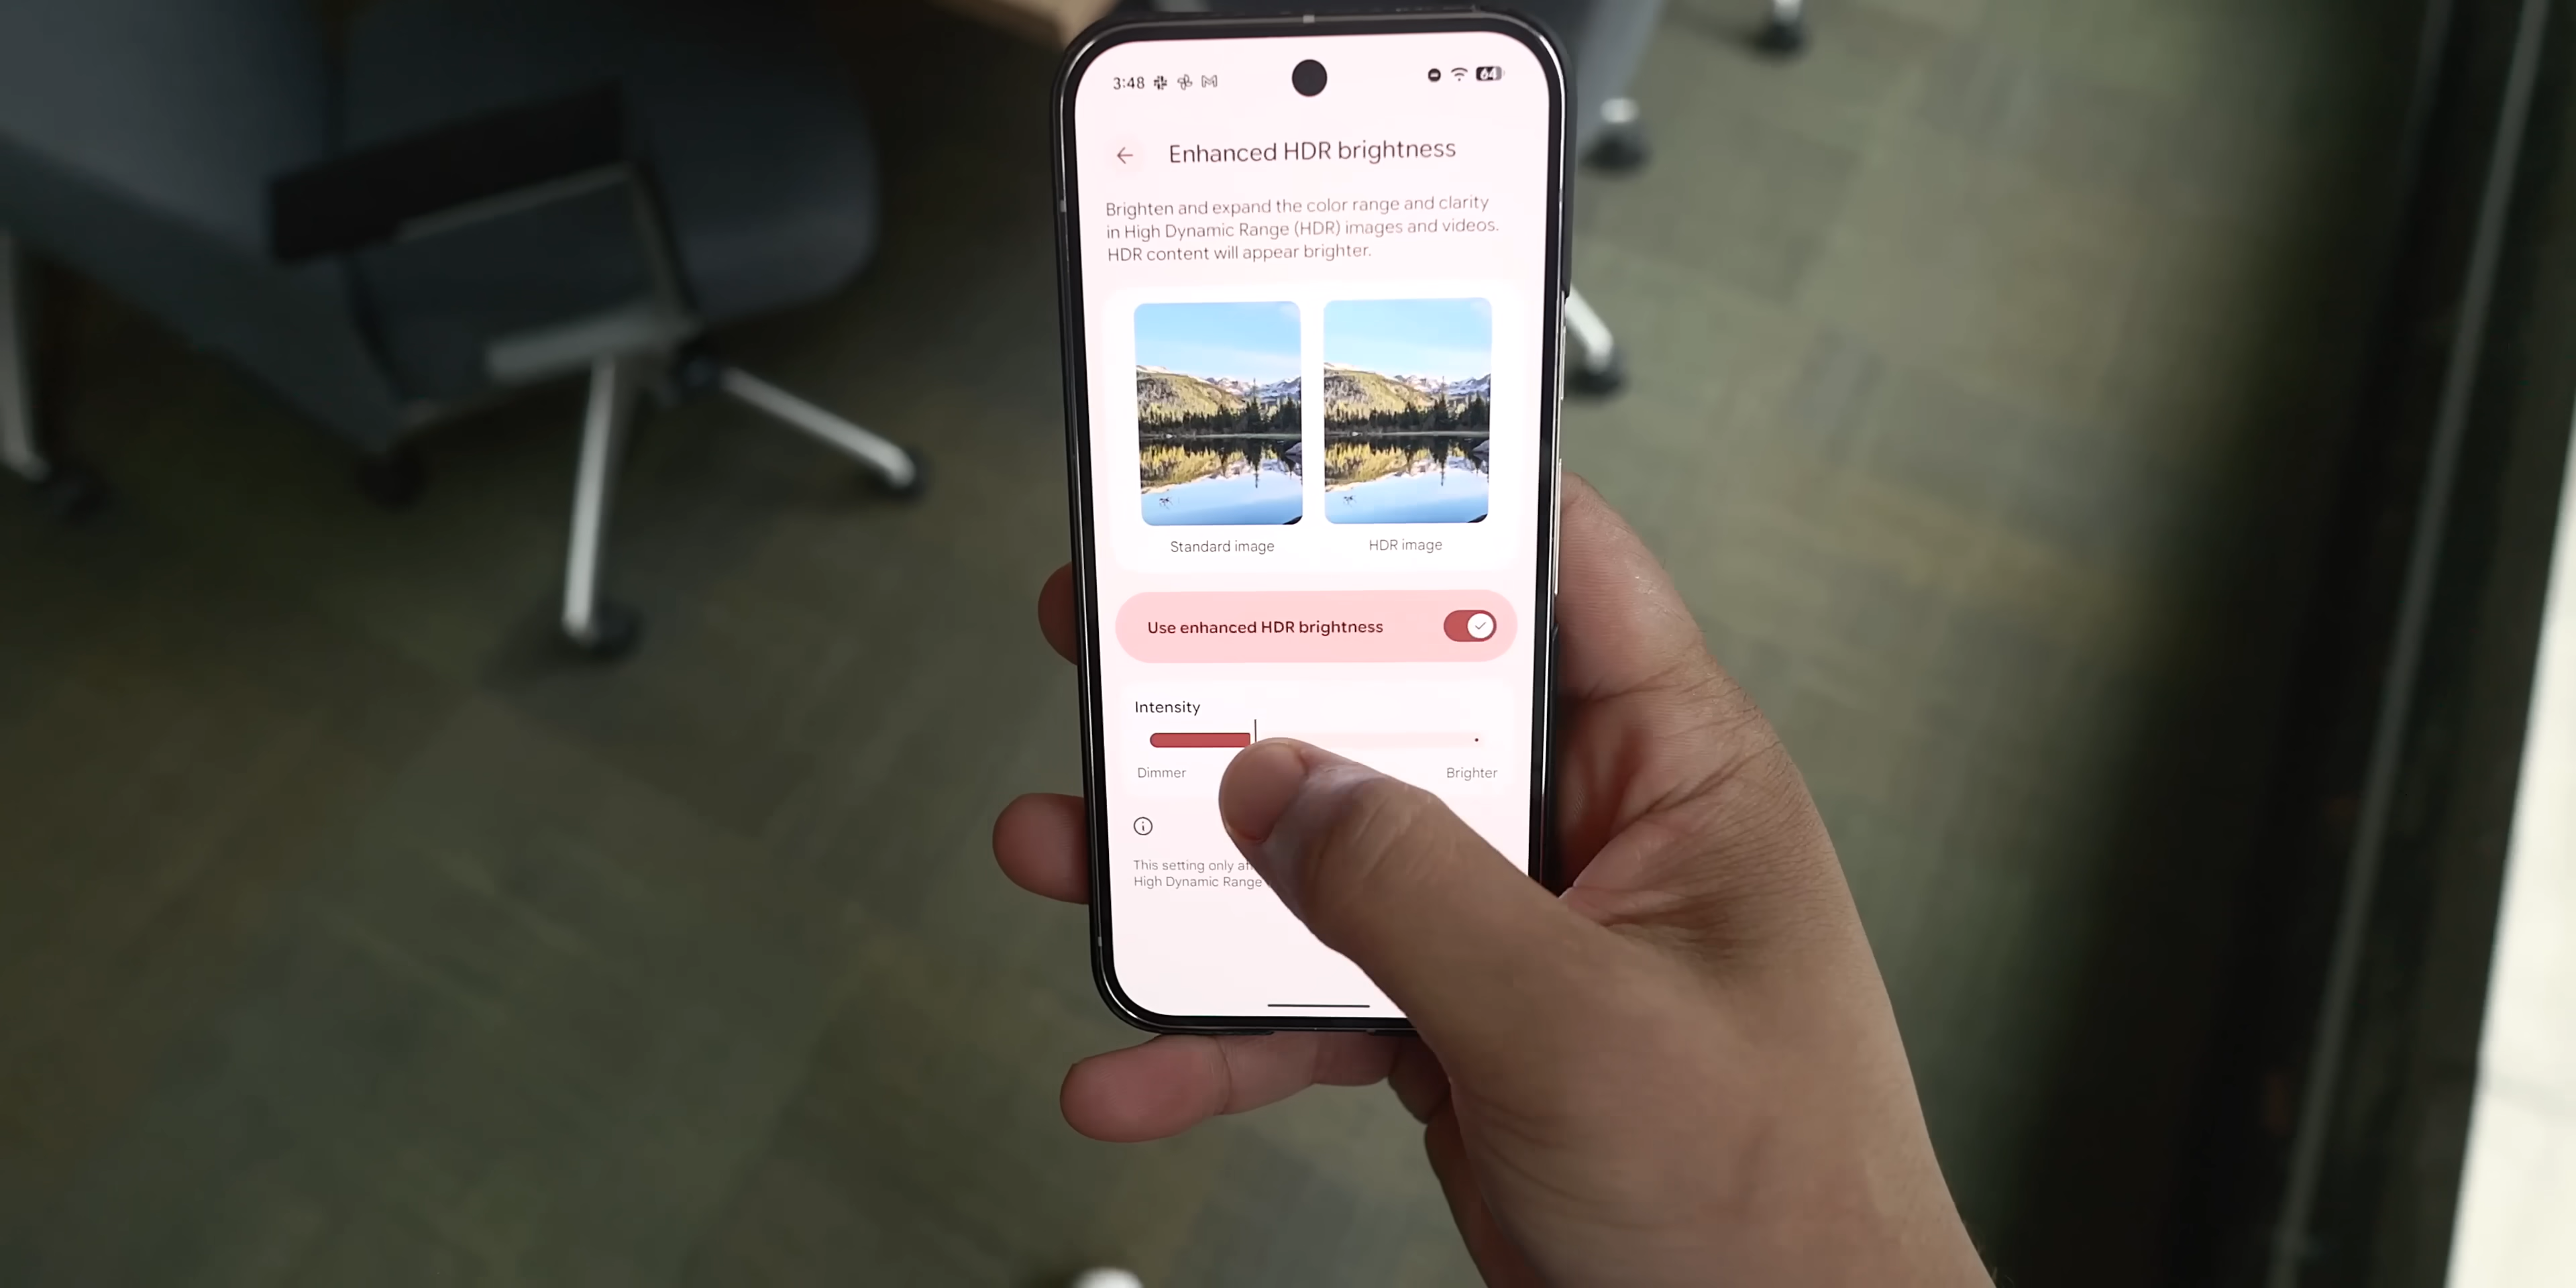 3:48
64
Enhanced HDR brightness
Brighten and expand the color range and clarity
in High Dynamic Range (HDR) images and videos.
HDR content will appear brighter.
Standard image
HDR image
Use enhanced HDR brightness
Intensity
Dimmer
Brighter
This setting only
High Dynamic Range